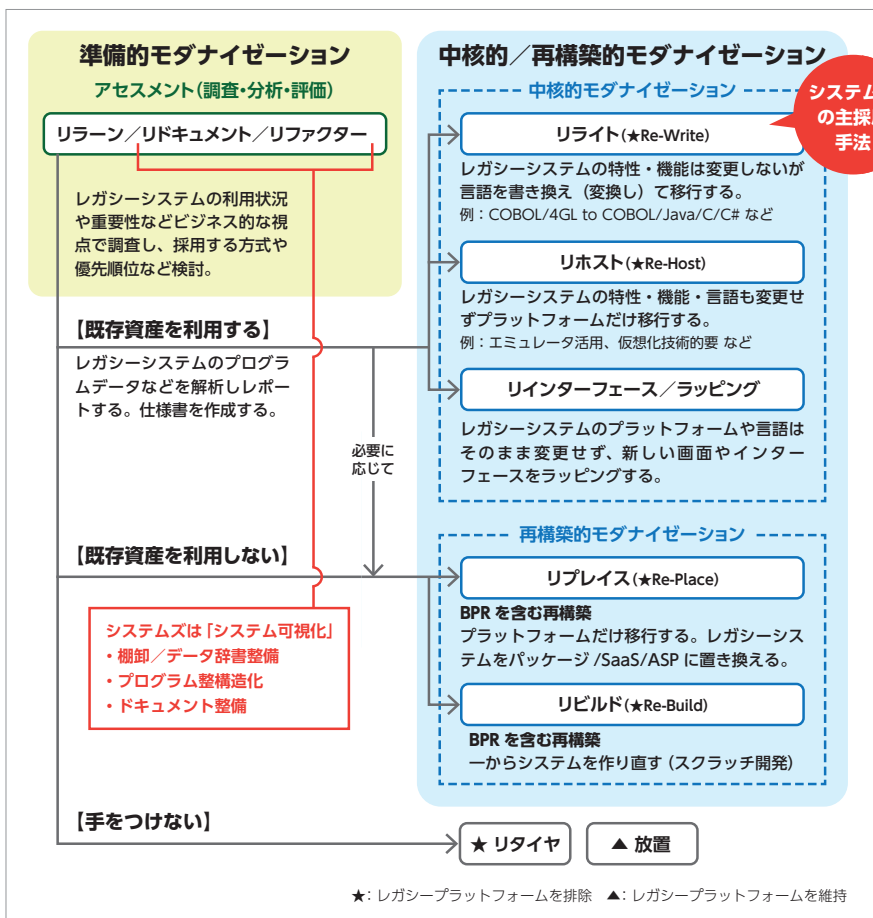 準備的モダナイゼーション
アセスメント（調査・分析・評価）
リラーン／リドキュメント／リファクター
レガシーシステムの利用状況
や重要性などビジネス的な視
点で調査し、採用する方式や
優先順位など検討。
【既存資産を利用する】
レガシーシステムのプログラ
ムデータなどを解析しレポー
トする。仕様書を作成する。
必要に
応じて
【既存資産を利用しない】
システムズは「システム可視化」
・棚卸／データ辞書整備
・プログラム整構造化
・ドキュメント整備
【手をつけない】
中核的／再構築的モダナイゼーション
中核的モダナイゼーション
システム
の主採
手法
リライト（★Re-Write）
レガシーシステムの特性・機能は変更しないが
言語を書き換え（変換し）て移行する。
例：COBOL/4GL to COBOL/Java/C/C# など
リホスト（★Re-Host）
レガシーシステムの特性・機能・言語も変更せ
ずプラットフォームだけ移行する。
例：エミュレータ活用、仮想化技術的要 など
リインターフェース／ラッピング
レガシーシステムのプラットフォームや言語は
そのまま変更せず、新しい画面やインター
フェースをラッピングする。
再構築的モダナイゼーション
リプレイス（★Re-Place）
BPR を含む再構築
プラットフォームだけ移行する。レガシーシス
テムをパッケージ /SaaS/ASP に置き換える。
リビルド（★Re-Build）
BPR を含む再構築
一からシステムを作り直す（スクラッチ開発）
★ リタイヤ
▲ 放置
★：レガシープラットフォームを排除 ▲：レガシープラットフォームを維持